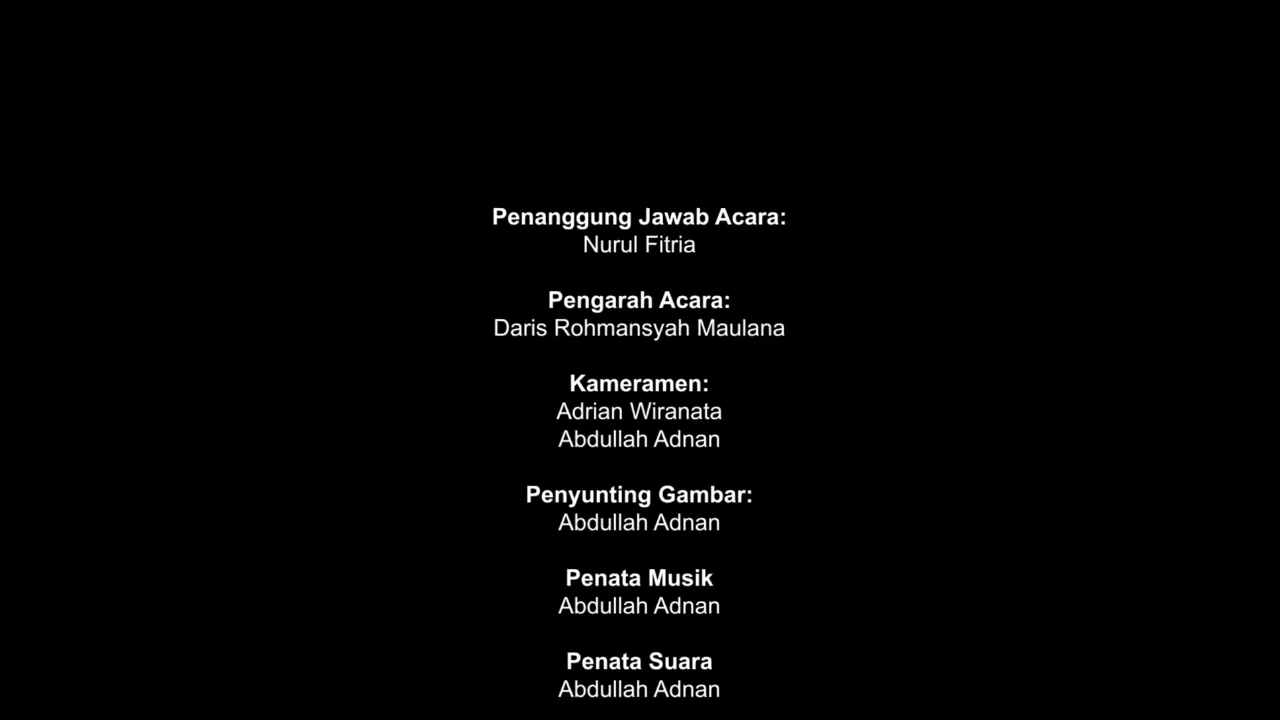 Penanggung Jawab Acara:
Nurul Fitria
Pengarah Acara:
Daris Rohmansyah Maulana
Kameramen:
Adrian Wiranata
Abdullah Adnan
Penyunting Gambar:
Abdullah Adnan
Penata Musik
Abdullah Adnan
Penata Suara
Abdullah Adnan